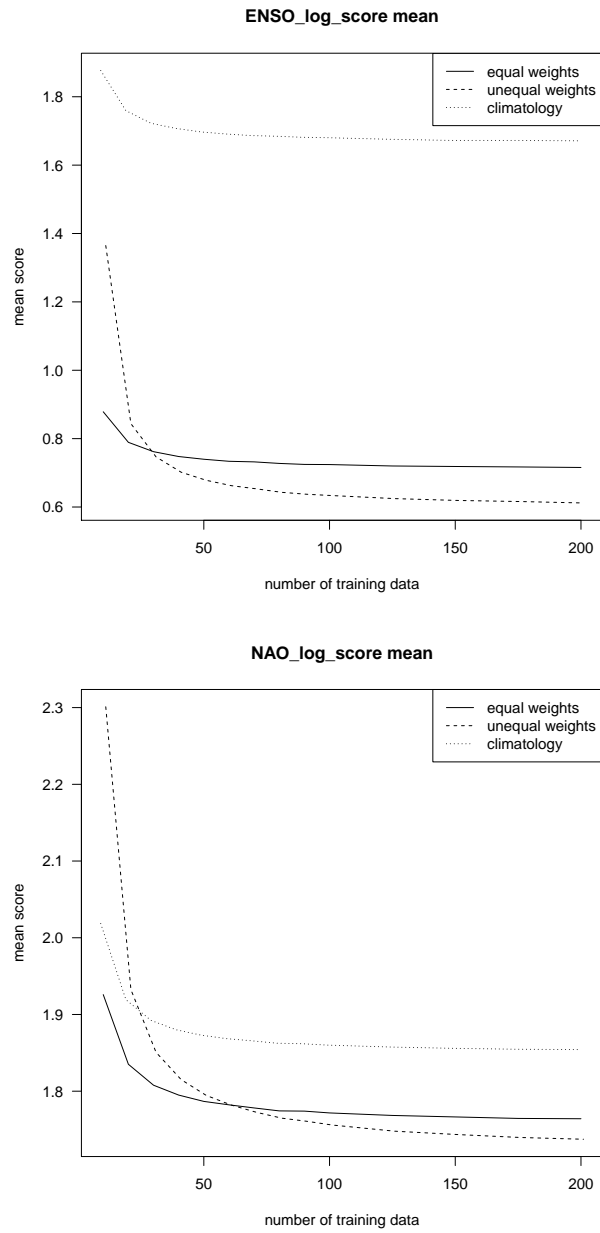 ENSO_log_score mean
equal weights
unequal weights
climatology
1.8
1.6
1.4
1.2
1.0
0.8
0.6
mean score
50 100 150 200
number of training data
NAO_log_score mean
equal weights
unequal weights
climatology
2.3
2.2
2.1
2.0
1.9
1.8
mean score
50 100 150 200
number of training data